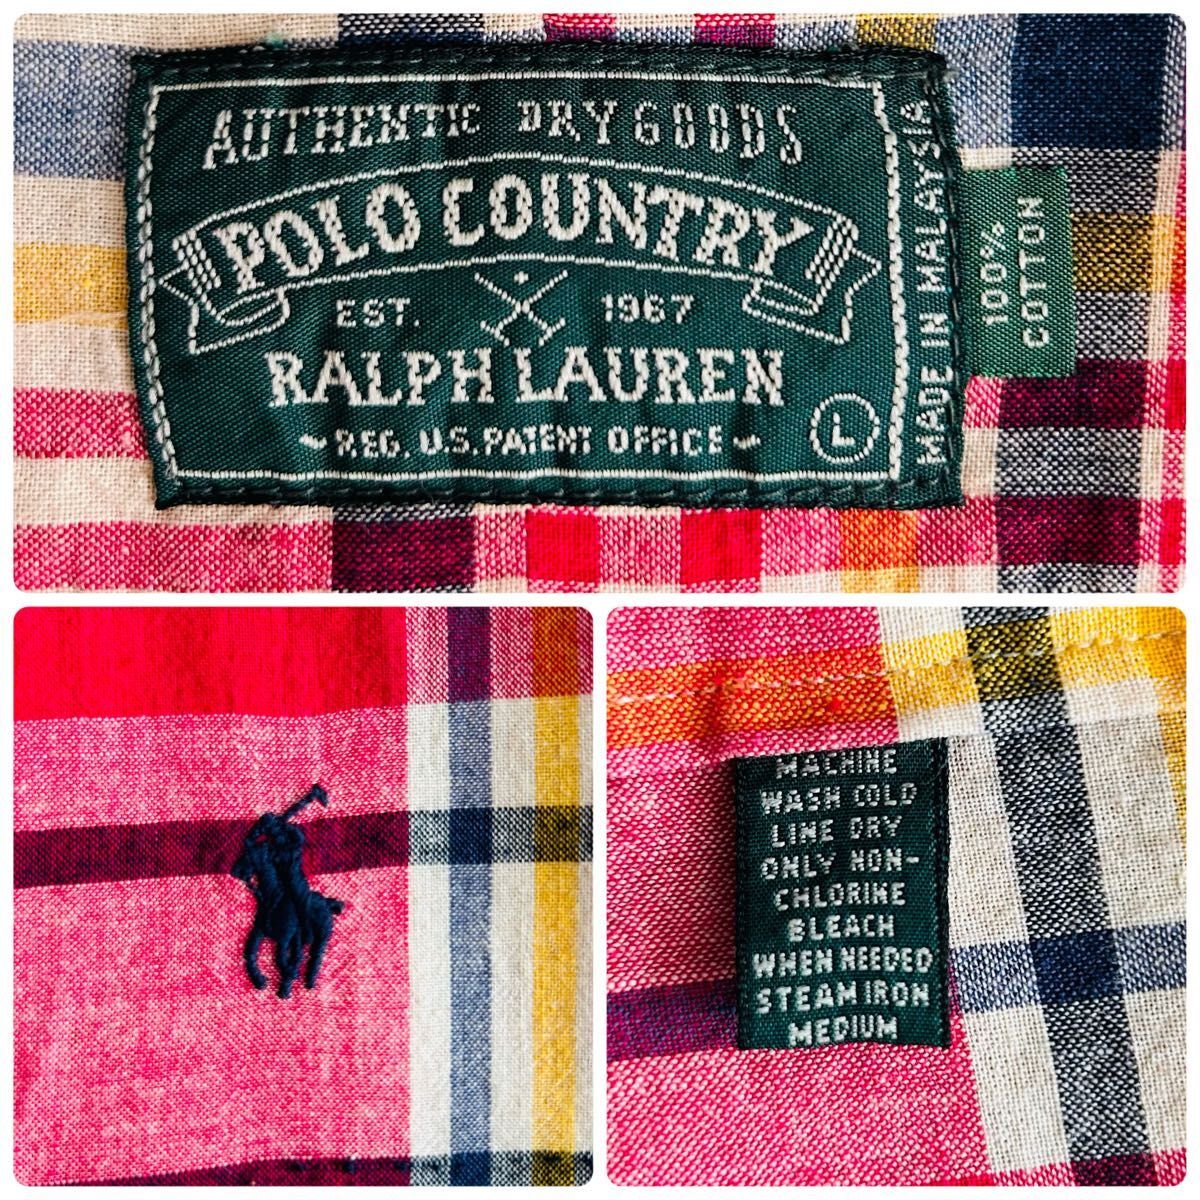 AUTHENTIC DRY GOODS
POLO COUNTRY
EST. 1967
RALPH LAUREN
REG. U.S. PATENT OFFICE
L
MADE IN MALAYSIA
100%
COTTON
MACHINE
WASH COLD
LINE DRY
ONLY NON-
CHLORINE
BLEACH
WHEN NEEDED
STEAM IRON
MEDIUM